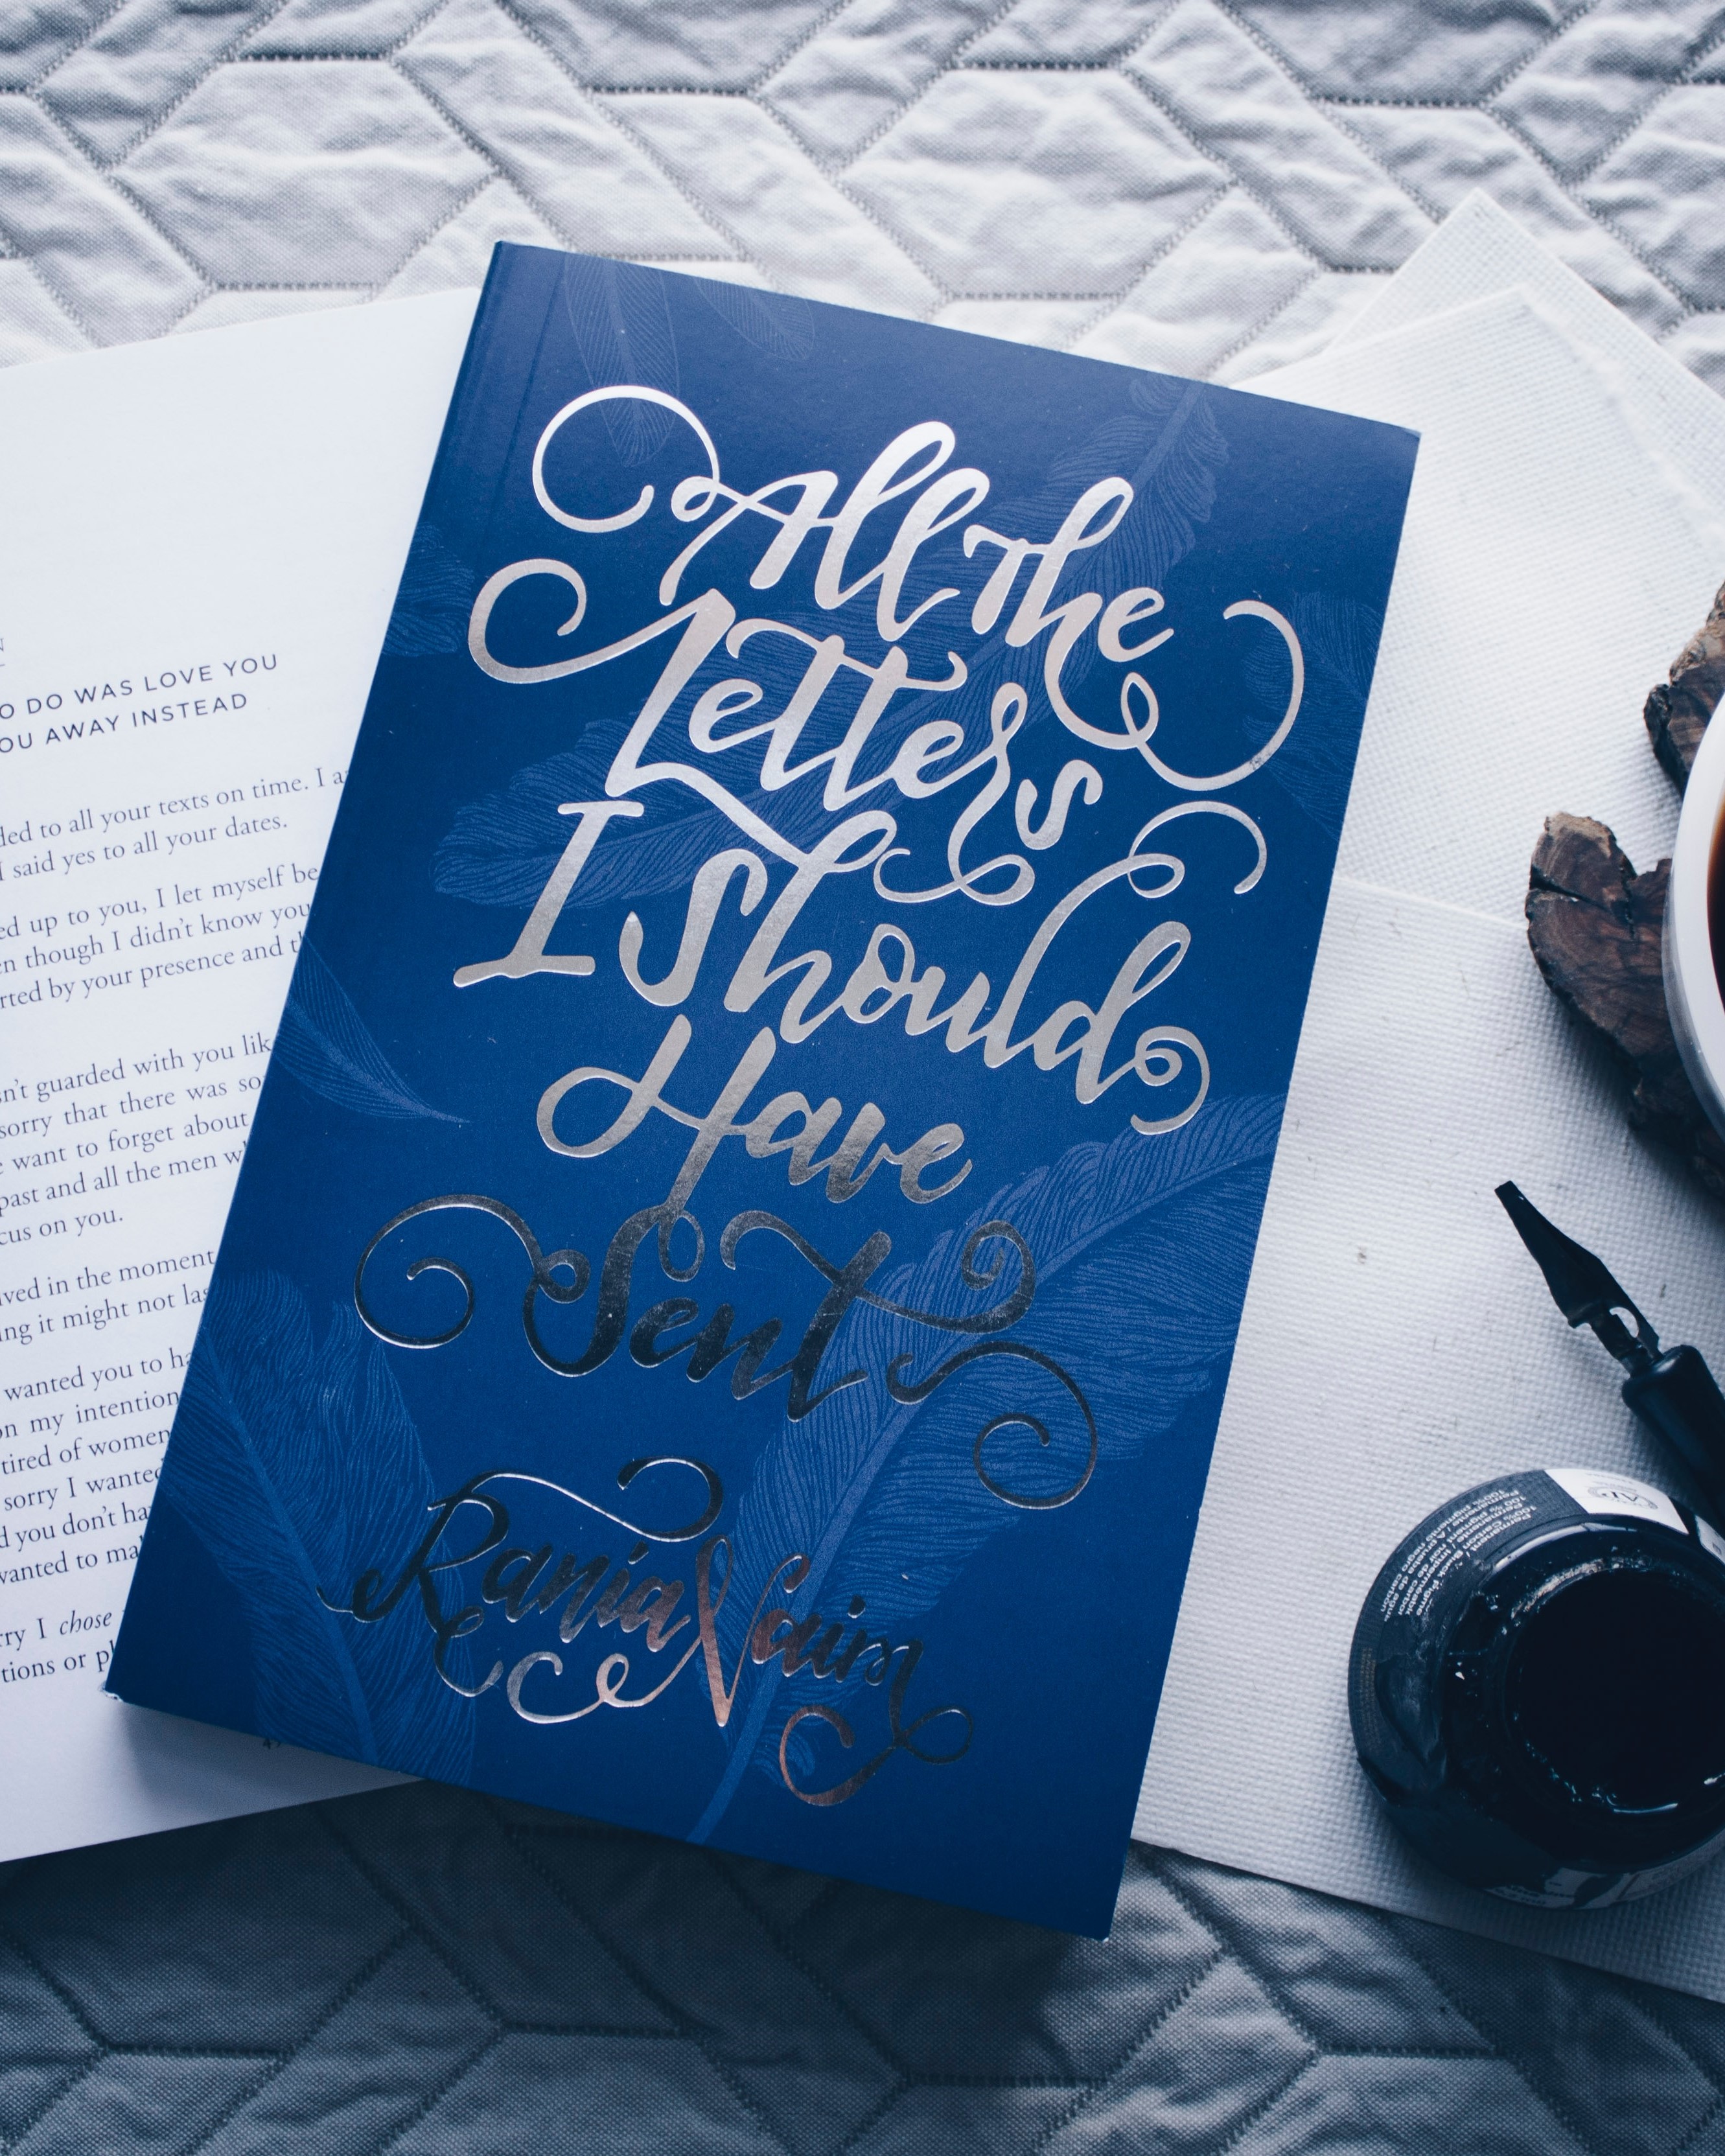 All The
Letters
I Should
Have
Sent
Rania Naim
O DO WAS LOVE YOU
OU AWAY INSTEAD
ded to all your texts on time. I a
I said yes to all your dates.
ed up to you, I let myself be
en though I didn't know you
rted by your presence and th
sn't guarded with you lik
sorry that there was so
want to forget about
past and all the men w
cus on you.
ved in the moment
ing it might not las
wanted you to ha
on my intention
tired of women
sorry I wanted
d you don't ha
wanted to ma
rry I chose
tions or pl